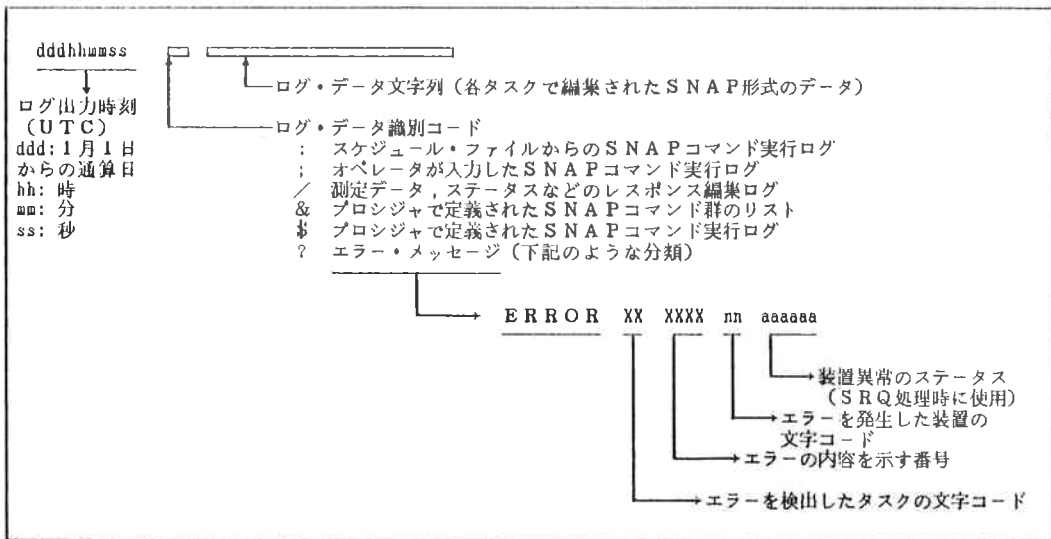 dddhhmmss
ログ・データ文字列（各タスクで編集されたＳＮＡＰ形式のデータ）
ログ出力時刻
（ＵＴＣ）
ddd:１月１日
からの通算日
hh: 時
mm: 分
ss: 秒
ログ・データ識別コード
: スケジュール・ファイルからのＳＮＡＰコマンド実行ログ
; オペレータが入力したＳＮＡＰコマンド実行ログ
／ 測定データ，ステータスなどのレスポンス編集ログ
& プロシジャで定義されたＳＮＡＰコマンド群のリスト
$ プロシジャで定義されたＳＮＡＰコマンド実行ログ
? エラー・メッセージ（下記のような分類）
ＥＲＲＯＲ XX XXXX nn aaaaaa
装置異常のステータス
（ＳＲＱ処理時に使用）
エラーを発生した装置の
文字コード
エラーの内容を示す番号
エラーを検出したタスクの文字コード